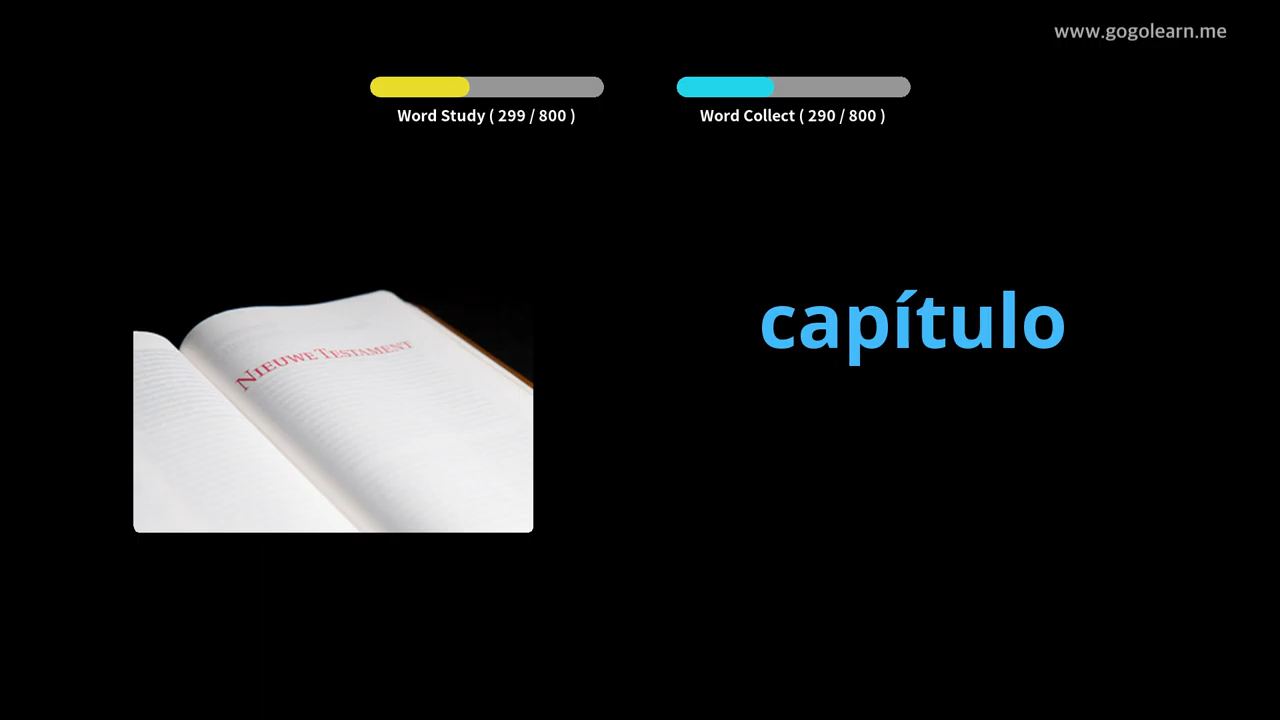 www.gogolearn.me
Word Study ( 299 / 800 )
Word Collect ( 290 / 800 )
NIEUWE TESTAMENT
capítulo